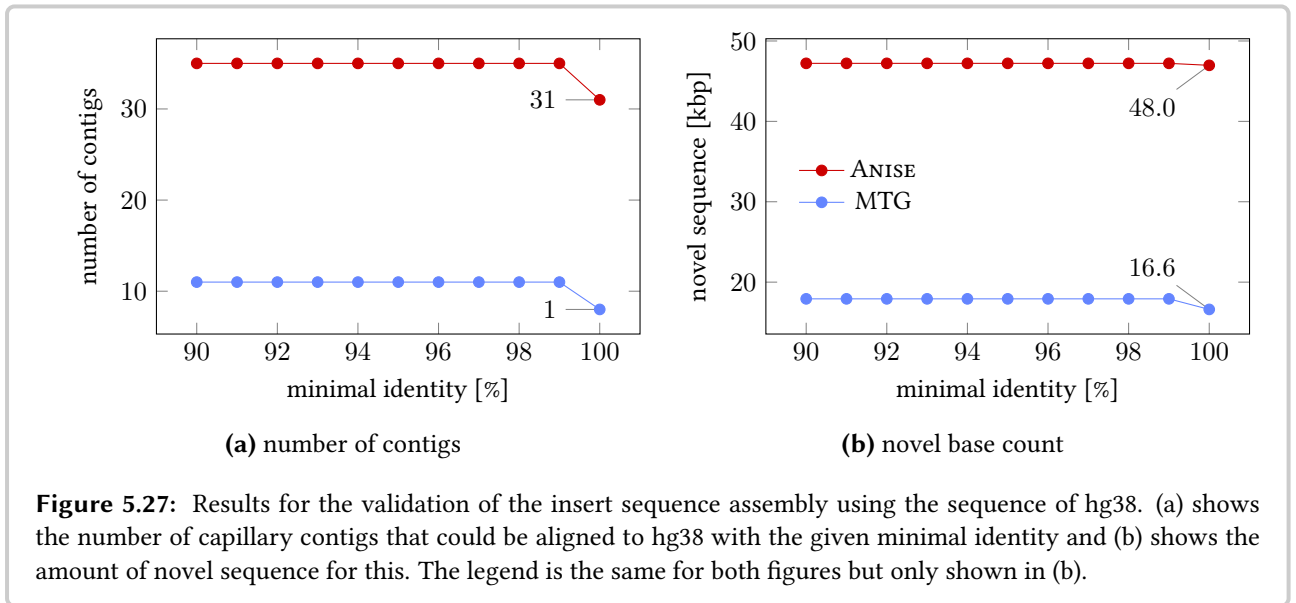 number of contigs
30
10
31
1
90 92 94 96 98 100
minimal identity [%]
(a) number of contigs
novel sequence [kbp]
50
40
30
20
48.0
ANISE
MTG
16.6
90 92 94 96 98 100
minimal identity [%]
(b) novel base count
Figure 5.27: Results for the validation of the insert sequence assembly using the sequence of hg38. (a) shows
the number of capillary contigs that could be aligned to hg38 with the given minimal identity and (b) shows the
amount of novel sequence for this. The legend is the same for both figures but only shown in (b).